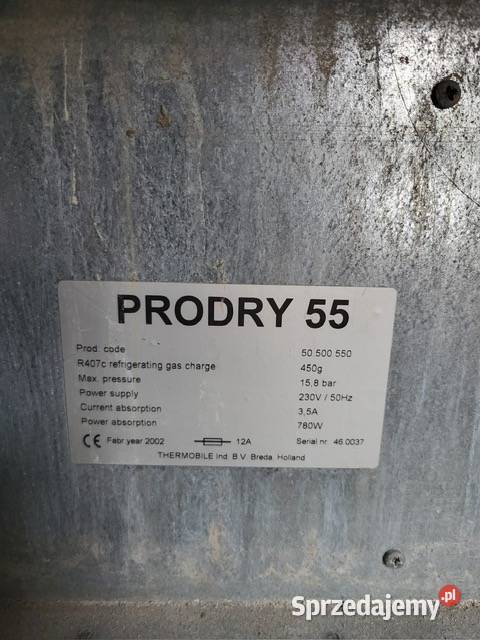 PRODRY 55
Prod. code 50 500 550
R407c refrigerating gas charge 450g
Max. pressure 15,8 bar
Power supply 230V / 50Hz
Current absorption 3,5A
Power absorption 780W
CE Fabr year 2002 12A Serial nr. 46.0037
THERMOBILE Ind. B.V. Breda. Holland
Sprzedajemy.pl